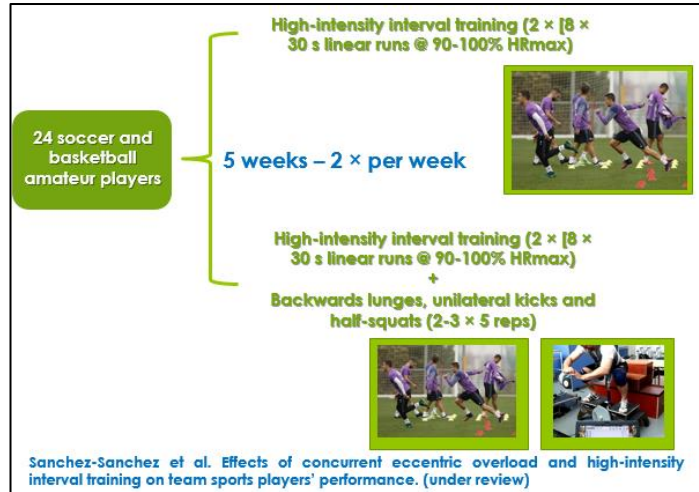 High-intensity interval training (2 × [8 ×
30 s linear runs @ 90-100% HRmax)
24 soccer and
basketball
amateur players
5 weeks – 2 × per week
High-intensity interval training (2 × [8 ×
30 s linear runs @ 90-100% HRmax)
+
Backwards lunges, unilateral kicks and
half-squats (2-3 × 5 reps)
Sanchez-Sanchez et al. Effects of concurrent eccentric overload and high-intensity
interval training on team sports players' performance. (under review)